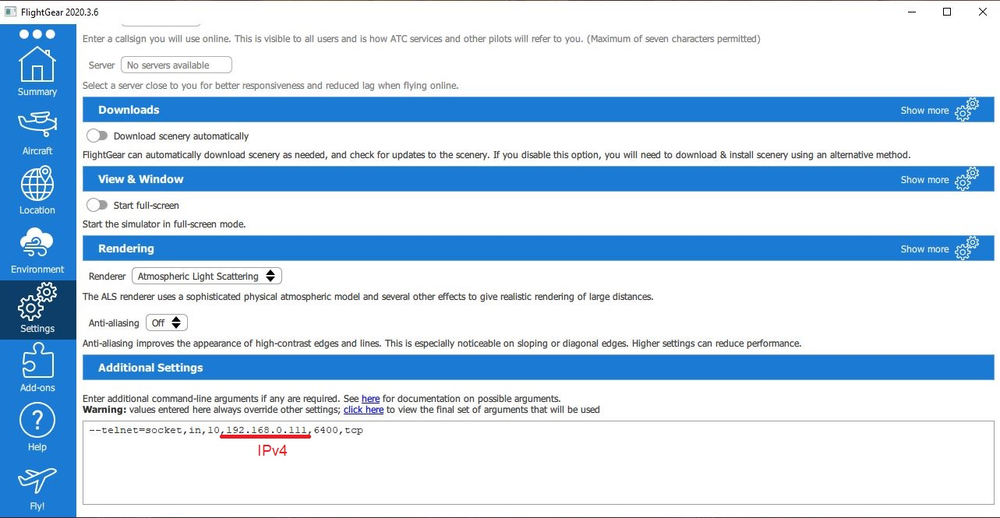 FlightGear 2020.3.6
Enter a callsign you will use online. This is visible to all users and is how ATC services and other pilots will refer to you. (Maximum of seven characters permitted)
Server No servers available
Select a server close to you for better responsiveness and reduced lag when flying online.
Summary
Downloads Show more
Download scenery automatically
Aircraft
FlightGear can automatically download scenery as needed, and check for updates to the scenery. If you disable this option, you will need to download & install scenery using an alternative method.
View & Window Show more
Start full-screen
Location
Start the simulator in full-screen mode.
Rendering Show more
Environment
Renderer Atmospheric Light Scattering
The ALS renderer uses a sophisticated physical atmospheric model and several other effects to give realistic rendering of large distances.
Anti-aliasing Off
Settings
Anti-aliasing improves the appearance of high-contrast edges and lines. This is especially noticeable on sloping or diagonal edges. Higher settings can reduce performance.
Additional Settings
Add-ons
Enter additional command-line arguments if any are required. See here for documentation on possible arguments.
Warning: values entered here always override other settings; click here to view the final set of arguments that will be used
?
--telnet=socket,in,10,192.168.0.111,6400,tcp
Help
IPv4
Fly!